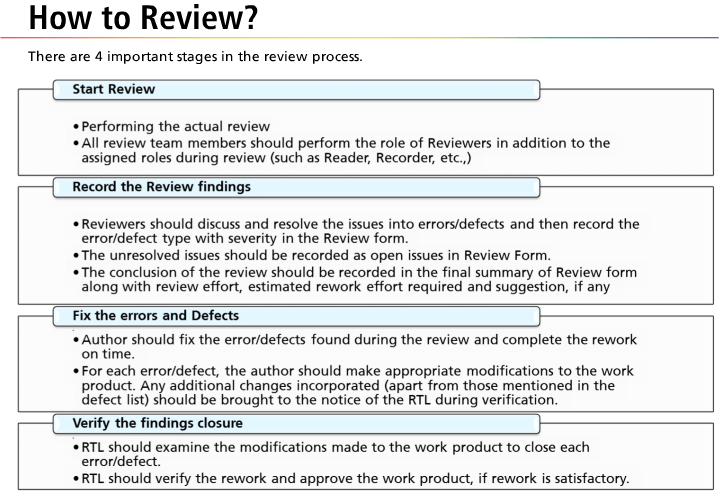 How to Review?
There are 4 important stages in the review process.
Start Review
• Performing the actual review
• All review team members should perform the role of Reviewers in addition to the
assigned roles during review (such as Reader, Recorder, etc.,)
Record the Review findings
• Reviewers should discuss and resolve the issues into errors/defects and then record the
error/defect type with severity in the Review form.
• The unresolved issues should be recorded as open issues in Review Form.
• The conclusion of the review should be recorded in the final summary of Review form
along with review effort, estimated rework effort required and suggestion, if any
Fix the errors and Defects
• Author should fix the error/defects found during the review and complete the rework
on time.
• For each error/defect, the author should make appropriate modifications to the work
product. Any additional changes incorporated (apart from those mentioned in the
defect list) should be brought to the notice of the RTL during verification.
Verify the findings closure
• RTL should examine the modifications made to the work product to close each
error/defect.
• RTL should verify the rework and approve the work product, if rework is satisfactory.